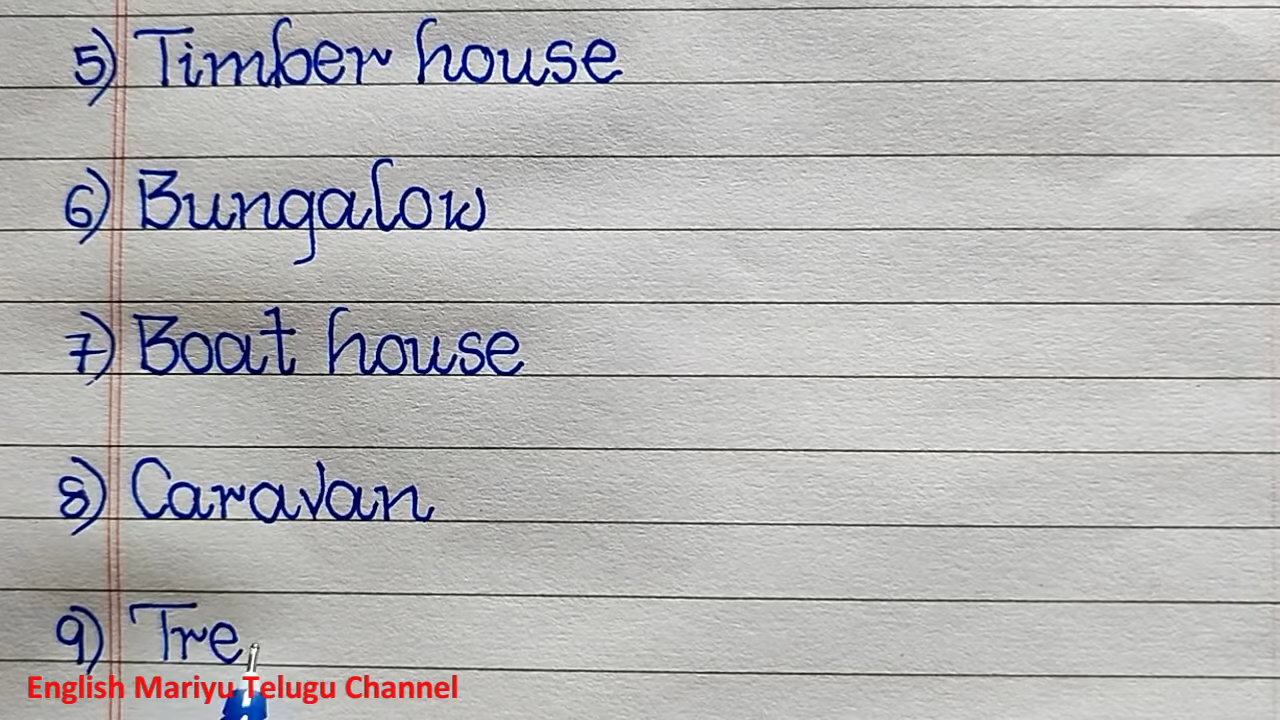 5) Timber house
6) Bungalow
7) Boat house
8) Caravan
9) Tre
English Mariyu Telugu Channel